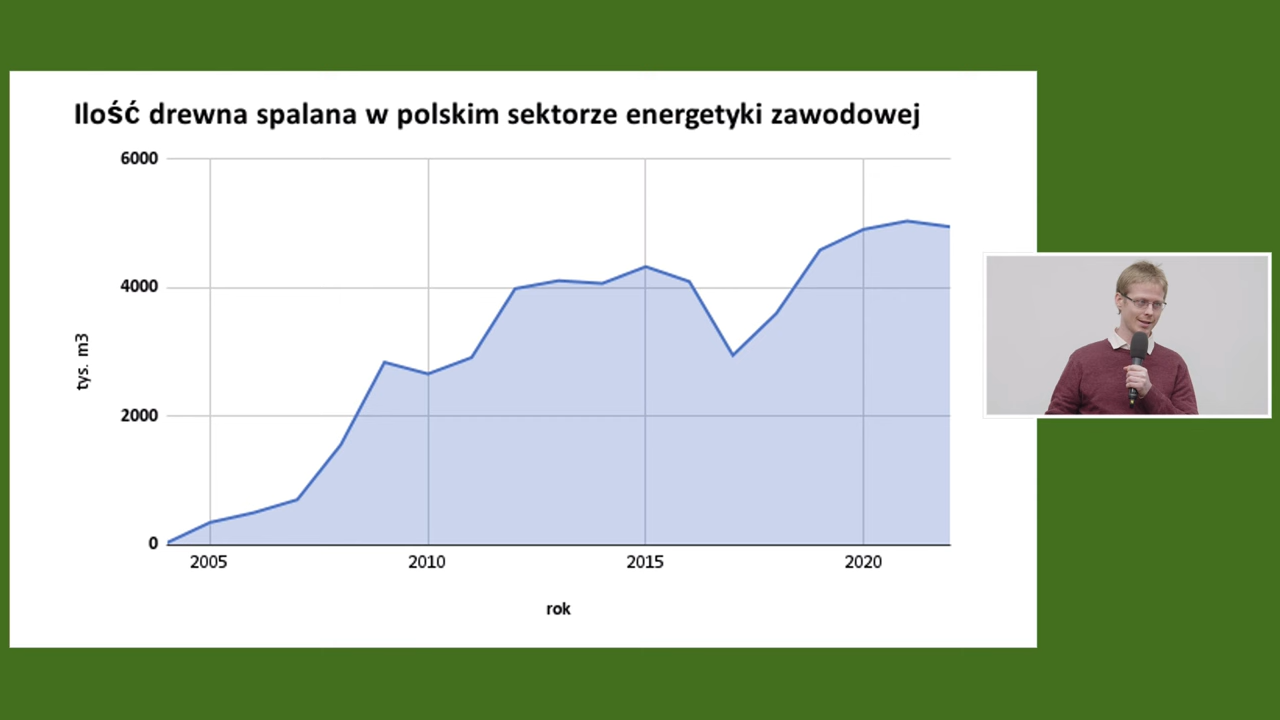 Ilość drewna spalana w polskim sektorze energetyki zawodowej
6000
4000
2000
0
tys. m3
2005 2010 2015 2020
rok